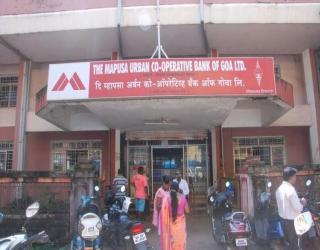 THE MAPUSA URBAN CO-OPERATIVE BANK OF GOA LTD.
दि म्हापसा अर्बन को-ऑपरेटिव्ह बँक ऑफ गोवा लि.